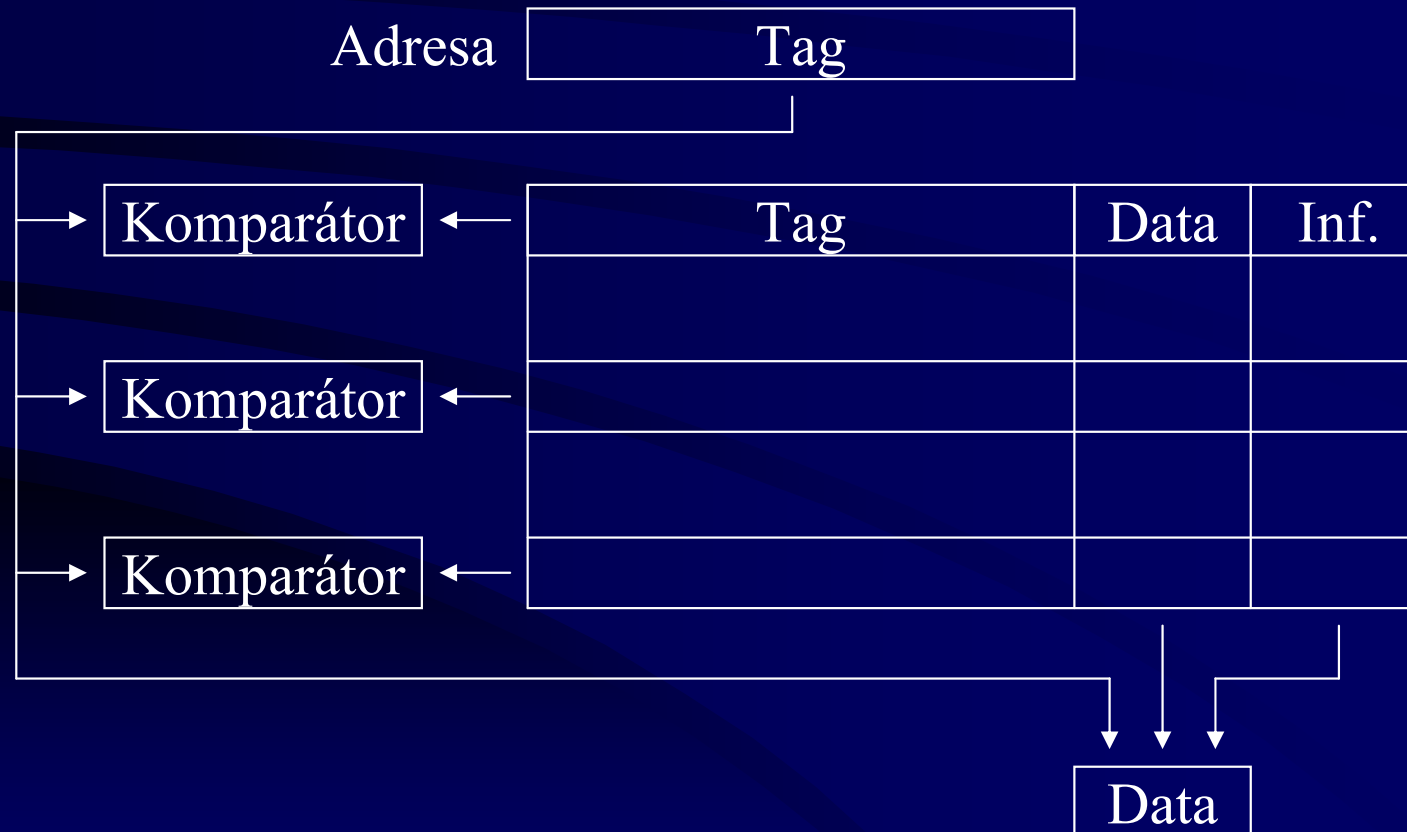 Adresa Tag
Komparátor Tag Data Inf.
Komparátor
Komparátor
Data